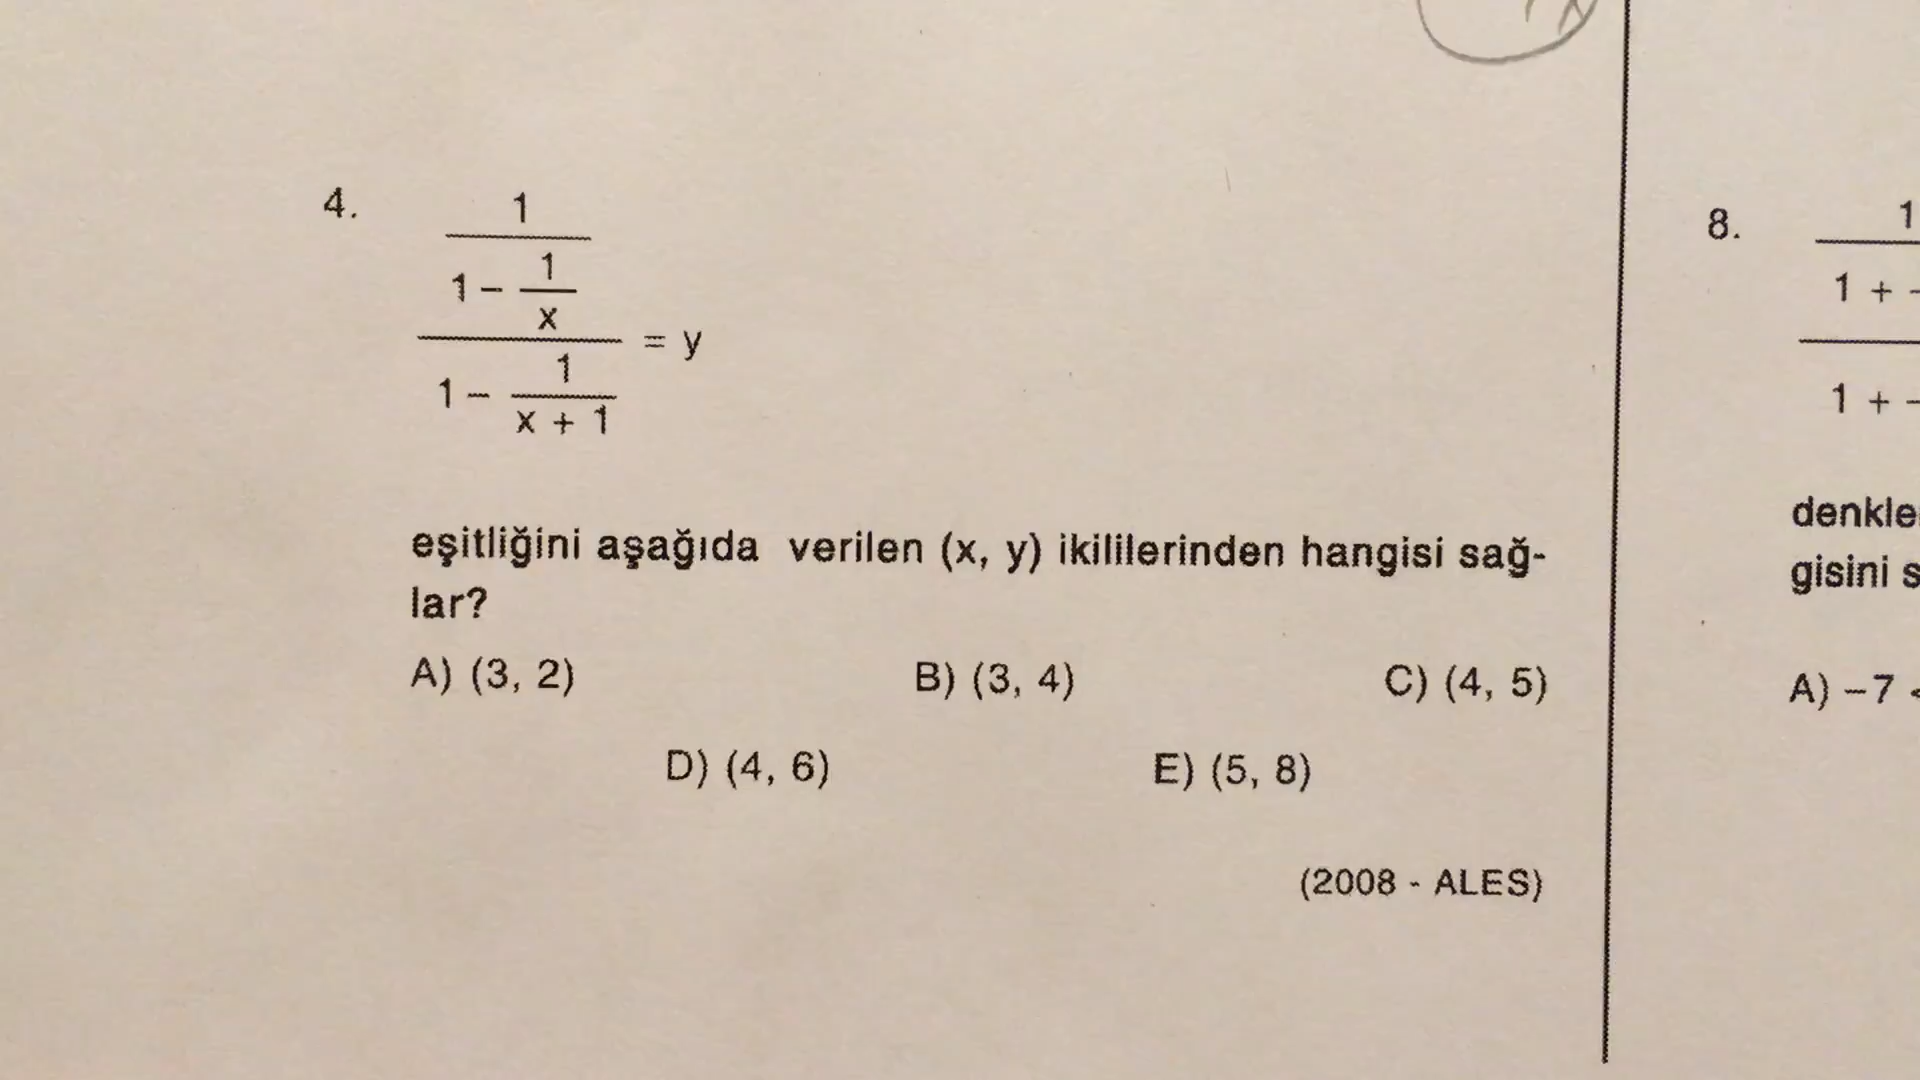 4.
1
1 - 1
x
= y
1 - 1
x + 1
eşitliğini aşağıda verilen (x, y) ikililerinden hangisi sağ-
lar?
A) (3, 2) B) (3, 4) C) (4, 5)
D) (4, 6) E) (5, 8)
(2008 - ALES)
8.
1
1 +
1 +
gisini
A) -7